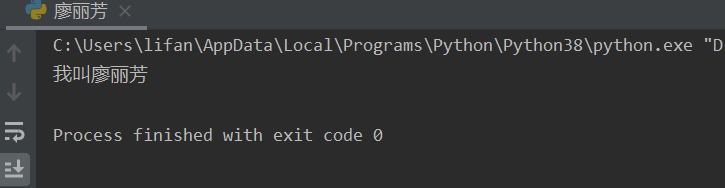 廖丽芳
C:\Users\lifan\AppData\Local\Programs\Python\Python38\python.exe "D
我叫廖丽芳
Process finished with exit code 0